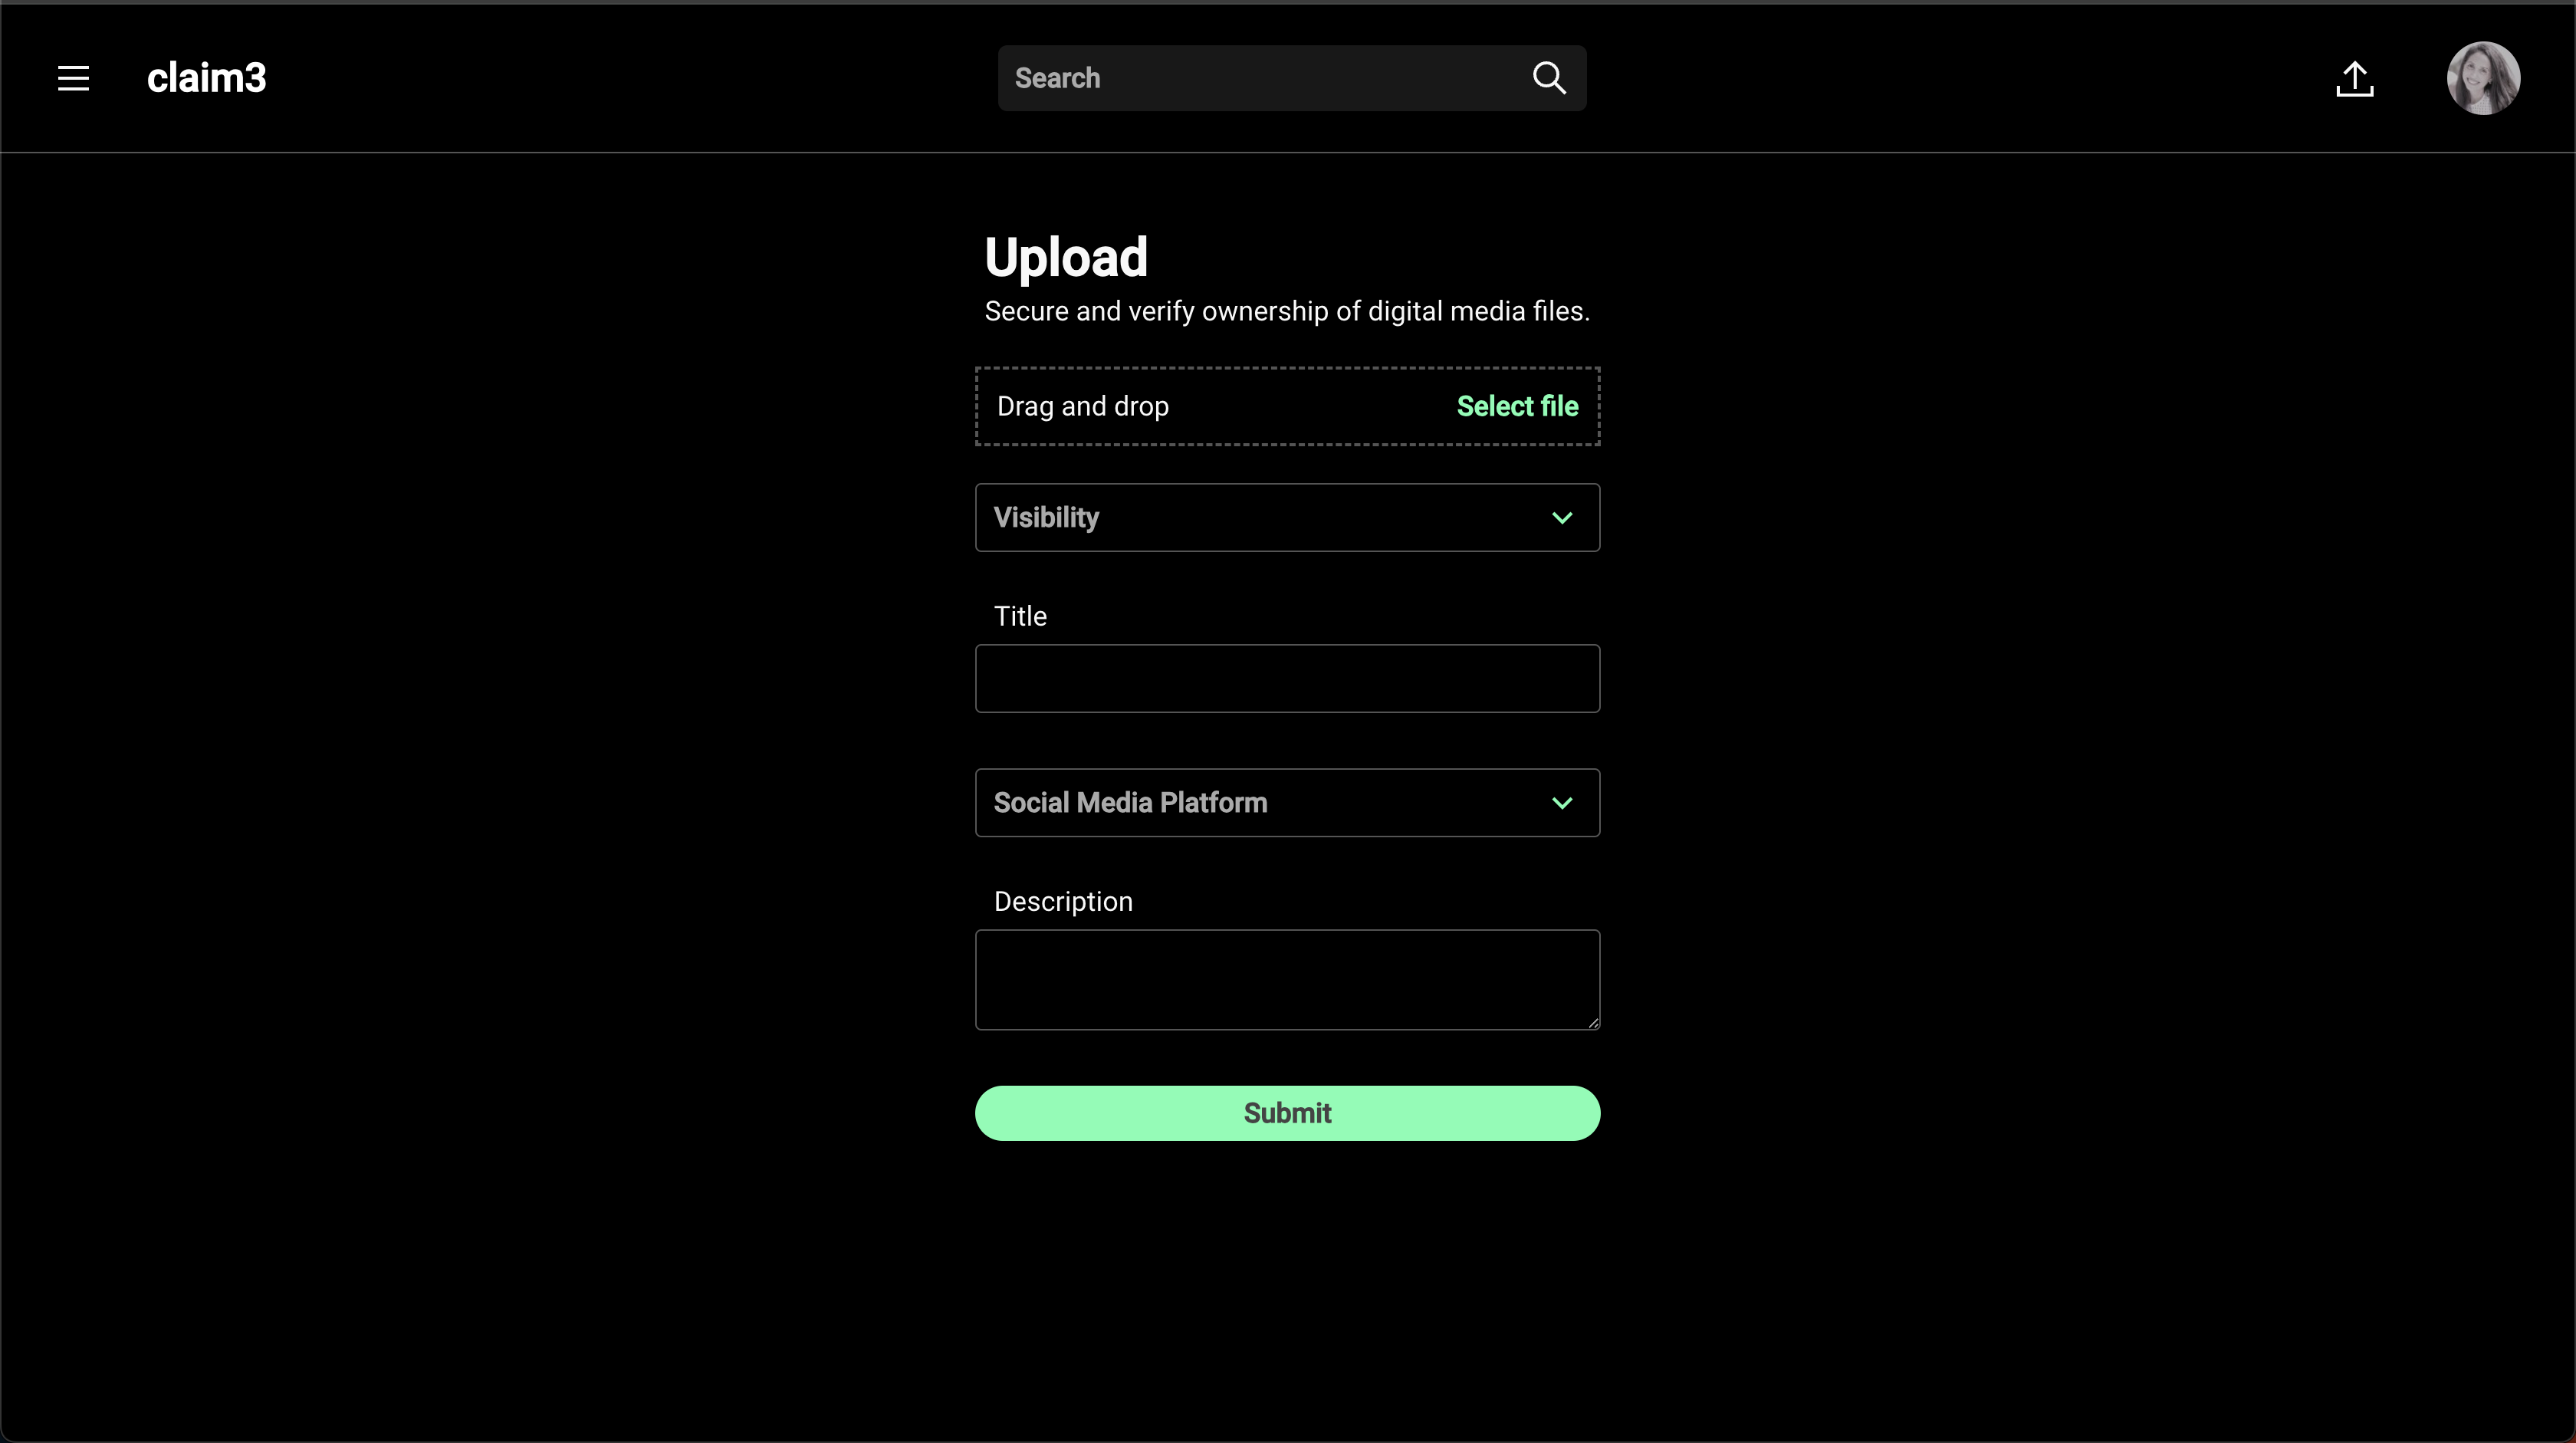 claim3
Search
Upload
Secure and verify ownership of digital media files.
Drag and drop
Select file
Visibility
Title
Social Media Platform
Description
Submit